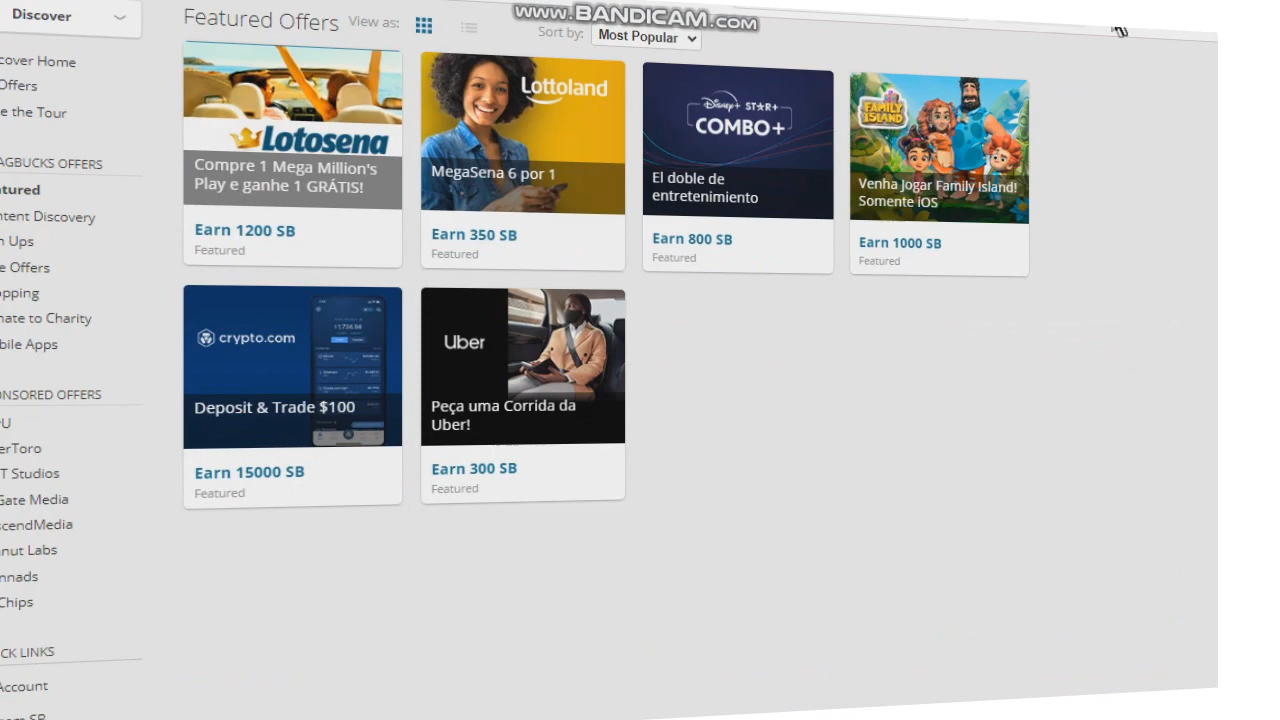 www.BANDICAM.com
Discover
Featured Offers
View as:
Sort by:
Most Popular
cover Home
Offers
e the Tour
AGBUCKS OFFERS
atured
ntent Discovery
n Ups
e Offers
opping
nate to Charity
bile Apps
ONSORED OFFERS
U
erToro
T Studios
Gate Media
scendMedia
anut Labs
nnads
Chips
CK LINKS
Account
Lotosena
Compre 1 Mega Million's
Play e ganhe 1 GRÁTIS!
Earn 1200 SB
Featured
Lottoland
MegaSena 6 por 1
Earn 350 SB
Featured
Disney+ STAR+
COMBO+
El doble de
entretenimiento
Earn 800 SB
Featured
FAMILY
ISLAND
Venha Jogar Family Island!
Somente iOS
Earn 1000 SB
Featured
crypto.com
Deposit & Trade $100
Earn 15000 SB
Featured
Uber
Peça uma Corrida da
Uber!
Earn 300 SB
Featured